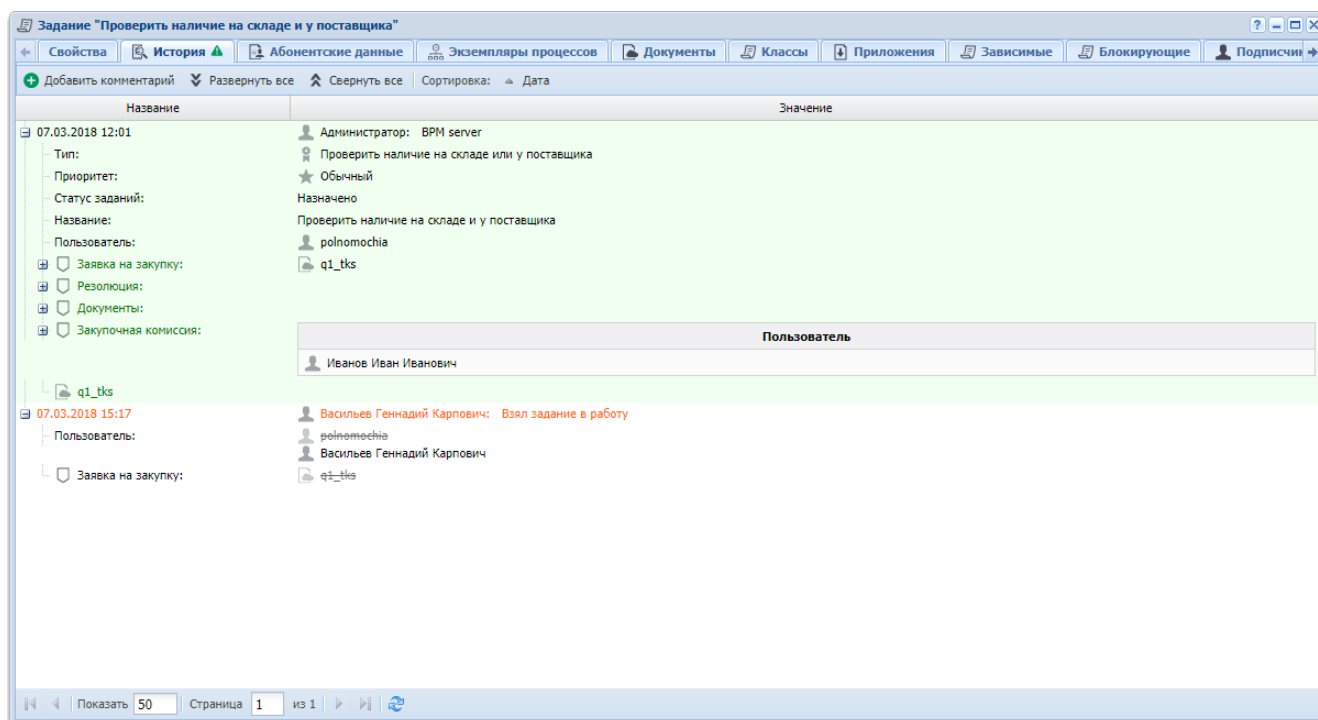 Задание "Проверить наличие на складе и у поставщика"
Свойства История Абонентские данные Экземпляры процессов Документы Классы Приложения Зависимые Блокирующие
Добавить комментарий Развернуть все Свернуть все Сортировка: Дата
Название Значение
07.03.2018 12:01 Администратор: BPM server
Тип: Проверить наличие на складе или у поставщика
Приоритет: Обычный
Статус заданий: Назначено
Название: Проверить наличие на складе и у поставщика
Пользователь: polnomochia
Заявка на закупку: q1_tks
Резолюция:
Документы:
Закупочная комиссия: Пользователь
Иванов Иван Иванович
q1_tks
07.03.2018 15:17 Васильев Геннадий Карпович: Взял задание в работу
Пользователь: polnomochia
Васильев Геннадий Карпович
Заявка на закупку: q1_tks
Показать 50 Страница 1 из 1